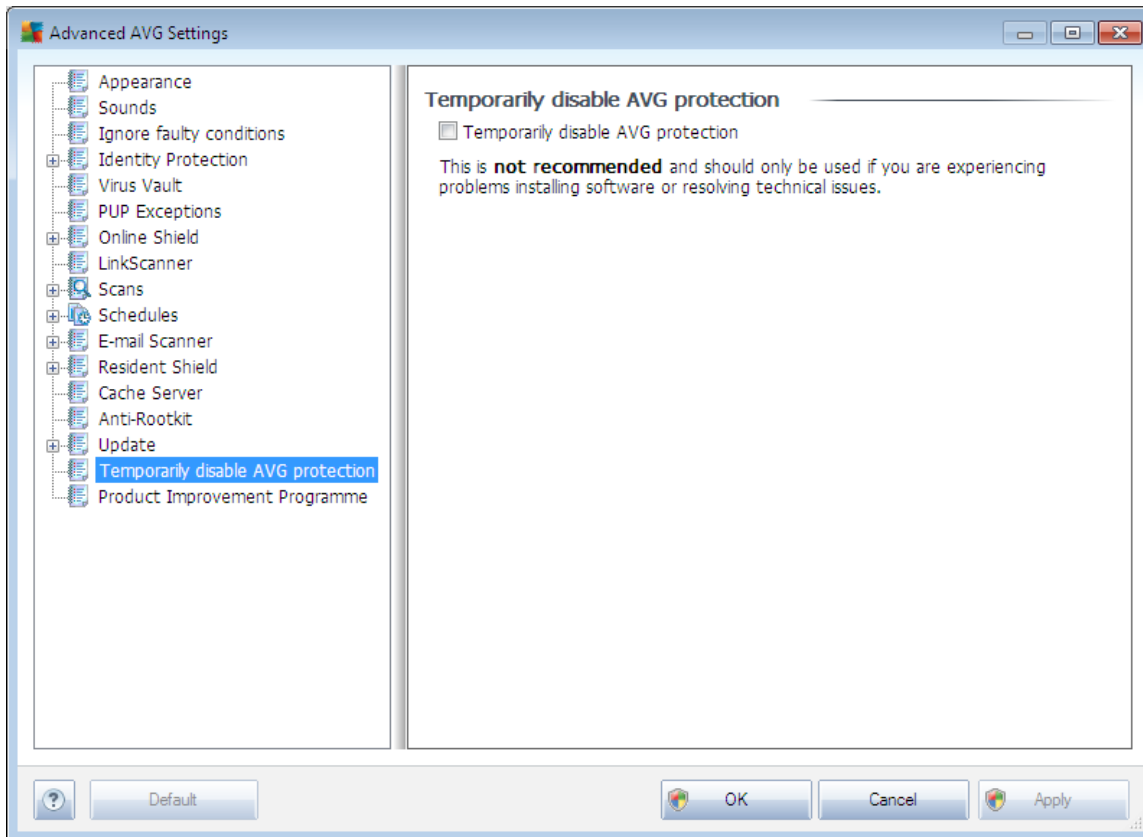 Advanced AVG Settings
Appearance
Sounds
Ignore faulty conditions
Identity Protection
Virus Vault
PUP Exceptions
Online Shield
LinkScanner
Scans
Schedules
E-mail Scanner
Resident Shield
Cache Server
Anti-Rootkit
Update
Temporarily disable AVG protection
Product Improvement Programme
Temporarily disable AVG protection
Temporarily disable AVG protection
This is not recommended and should only be used if you are experiencing
problems installing software or resolving technical issues.
?
Default
OK
Cancel
Apply